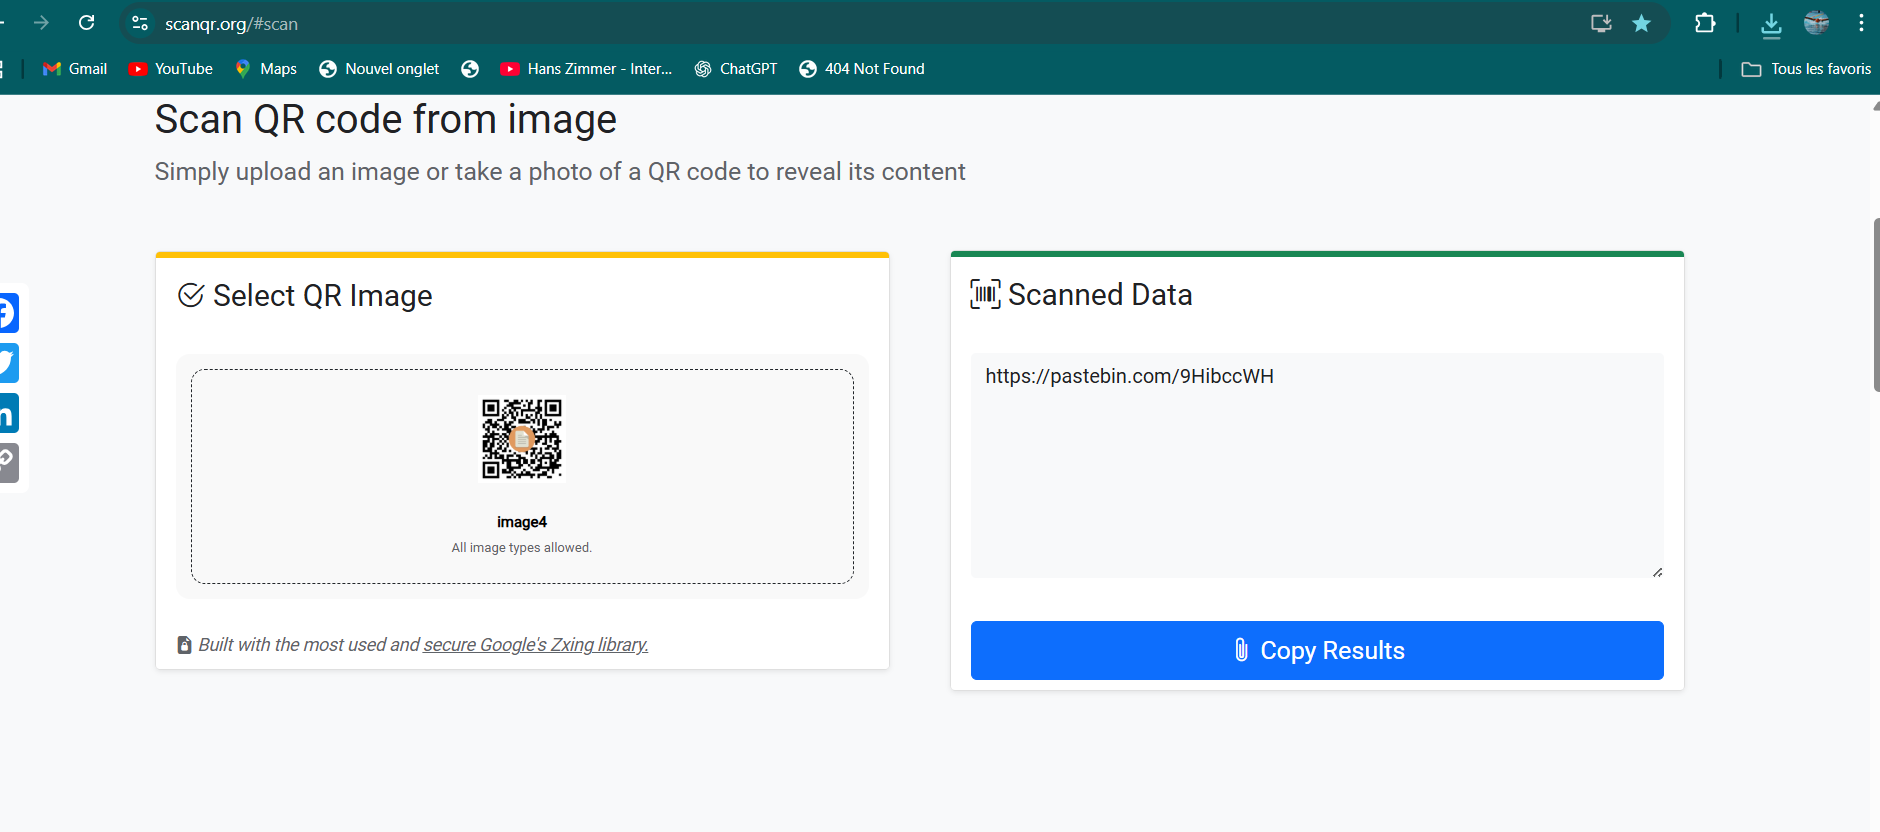 scanqr.org/#scan
Gmail
YouTube
Maps
Nouvel onglet
Hans Zimmer - Inter...
ChatGPT
404 Not Found
Tous les favoris
Scan QR code from image
Simply upload an image or take a photo of a QR code to reveal its content
Select QR Image
image4
All image types allowed.
Built with the most used and secure Google's Zxing library.
Scanned Data
https://pastebin.com/9HibccWH
Copy Results